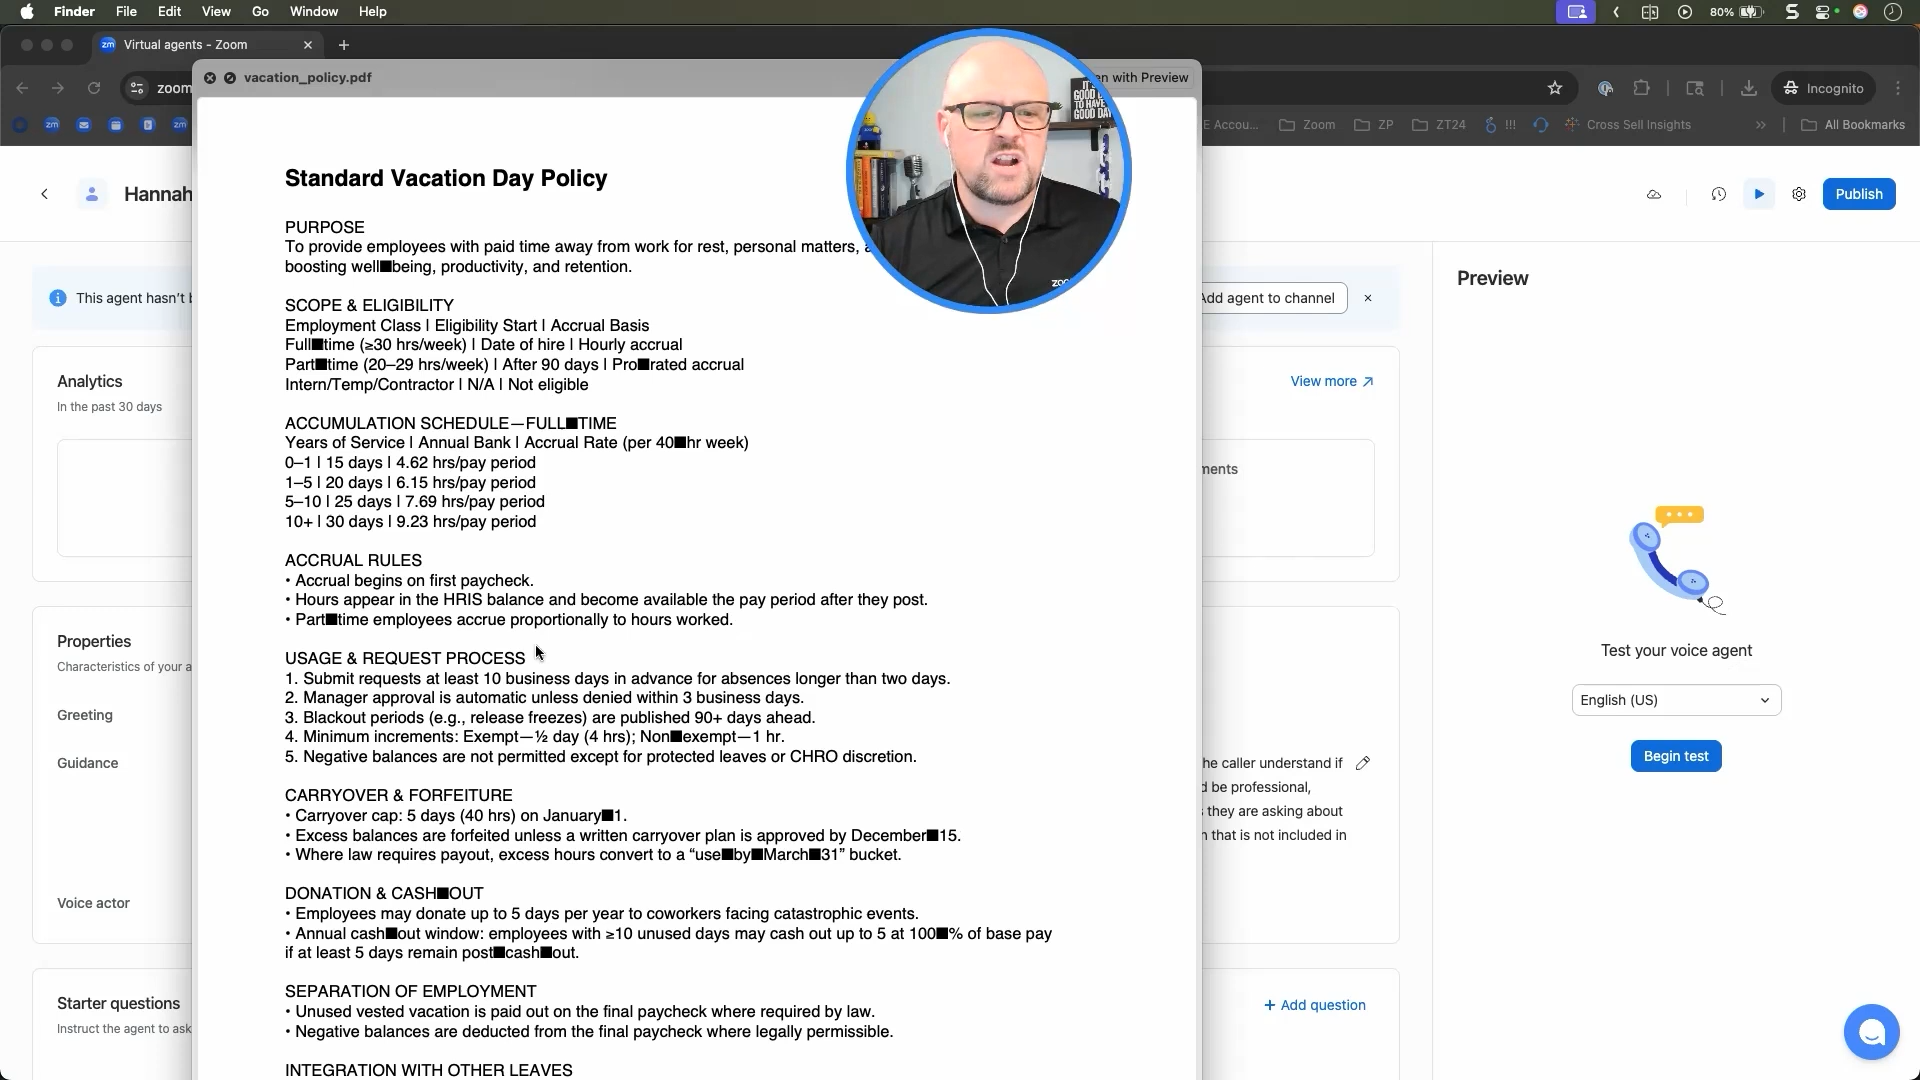 Finder File Edit View Go Window Help 80%
Virtual agents - Zoom
zoom
Incognito
vacation_policy.pdf
with Preview
IT'S
GOOD
TO HAVE
GOOD DAY
Zoom ZP ZT24 !!! Cross Sell Insights All Bookmarks
Hannah
Publish
This agent hasn't
Add agent to channel
Analytics
In the past 30 days
View more
Properties
Greeting
Guidance
Voice actor
Starter questions
Standard Vacation Day Policy
PURPOSE
To provide employees with paid time away from work for rest, personal matters,
boosting well■being, productivity, and retention.
SCOPE & ELIGIBILITY
Employment Class | Eligibility Start | Accrual Basis
Full■time (≥30 hrs/week) | Date of hire | Hourly accrual
Part■time (20–29 hrs/week) | After 90 days | Pro■rated accrual
Intern/Temp/Contractor | N/A | Not eligible
ACCUMULATION SCHEDULE—FULL■TIME
Years of Service | Annual Bank | Accrual Rate (per 40■hr week)
0–1 | 15 days | 4.62 hrs/pay period
1–5 | 20 days | 6.15 hrs/pay period
5–10 | 25 days | 7.69 hrs/pay period
10+ | 30 days | 9.23 hrs/pay period
ACCRUAL RULES
• Accrual begins on first paycheck.
• Hours appear in the HRIS balance and become available the pay period after they post.
• Part■time employees accrue proportionally to hours worked.
USAGE & REQUEST PROCESS
1. Submit requests at least 10 business days in advance for absences longer than two days.
2. Manager approval is automatic unless denied within 3 business days.
3. Blackout periods (e.g., release freezes) are published 90+ days ahead.
4. Minimum increments: Exempt—½ day (4 hrs); Non■exempt—1 hr.
5. Negative balances are not permitted except for protected leaves or CHRO discretion.
CARRYOVER & FORFEITURE
• Carryover cap: 5 days (40 hrs) on January■1.
• Excess balances are forfeited unless a written carryover plan is approved by December■15.
• Where law requires payout, excess hours convert to a “use■by■March■31” bucket.
DONATION & CASH■OUT
• Employees may donate up to 5 days per year to coworkers facing catastrophic events.
• Annual cash■out window: employees with ≥10 unused days may cash out up to 5 at 100■% of base pay
if at least 5 days remain post■cash■out.
SEPARATION OF EMPLOYMENT
• Unused vested vacation is paid out on the final paycheck where required by law.
• Negative balances are deducted from the final paycheck where legally permissible.
INTEGRATION WITH OTHER LEAVES
Characteristics of your
Instruct the agent to ask
the caller understand if
be professional,
they are asking about
that is not included in
Add question
Preview
Test your voice agent
English (US)
Begin test